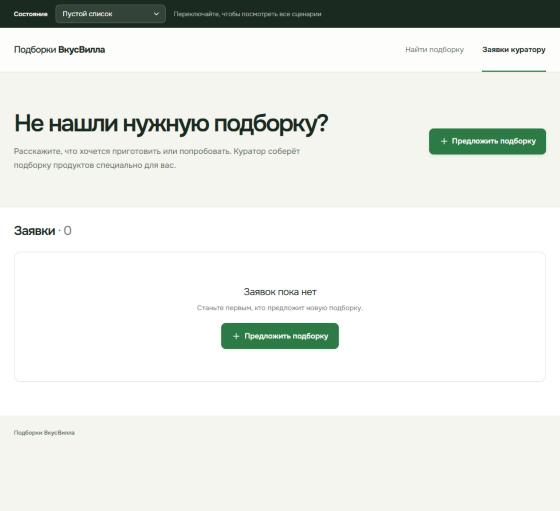 Состояние Пустой список Переключайте, чтобы посмотреть все сценарии
Подборки ВкусВилла Найти подборку Заявки куратору
Не нашли нужную подборку?
Расскажите, что хочется приготовить или попробовать. Куратор соберёт
подборку продуктов специально для вас.
+ Предложить подборку
Заявки · 0
Заявок пока нет
Станьте первым, кто предложит новую подборку.
+ Предложить подборку
Подборки ВкусВилла